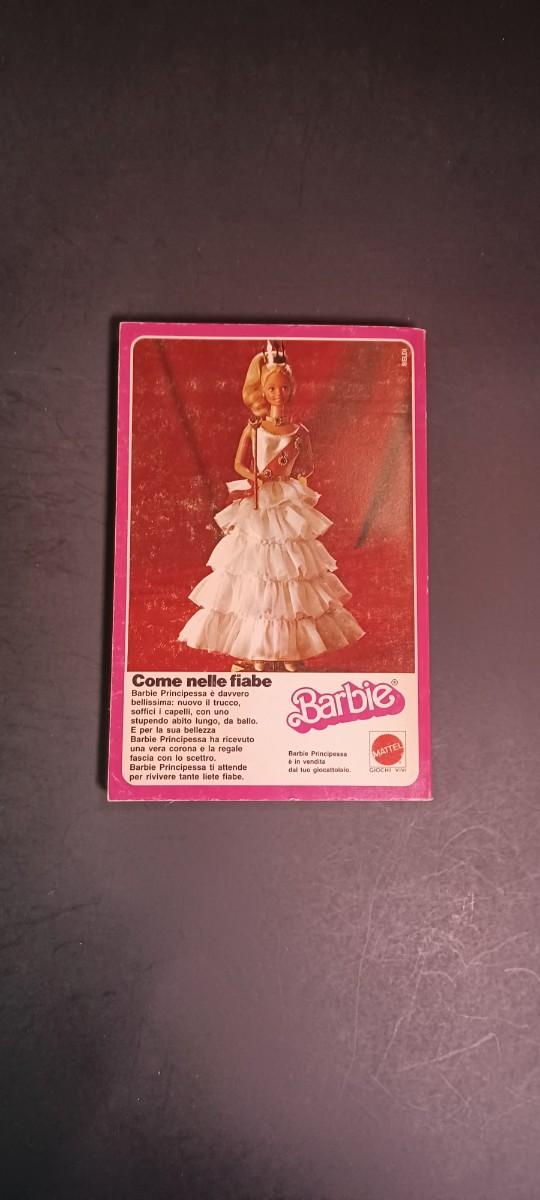 BELDÌ
Come nelle fiabe
Barbie Principessa è davvero
bellissima: nuovo il trucco,
soffici i capelli, con uno
stupendo abito lungo, da ballo.
E per la sua bellezza
Barbie Principessa ha ricevuto
una vera corona e la regale
fascia con lo scettro.
Barbie Principessa ti attende
per rivivere tante liete fiabe.
Barbie®
Barbie Principessa
è in vendita
dal tuo giocattolaio.
MATTEL
GIOCHI VIVI